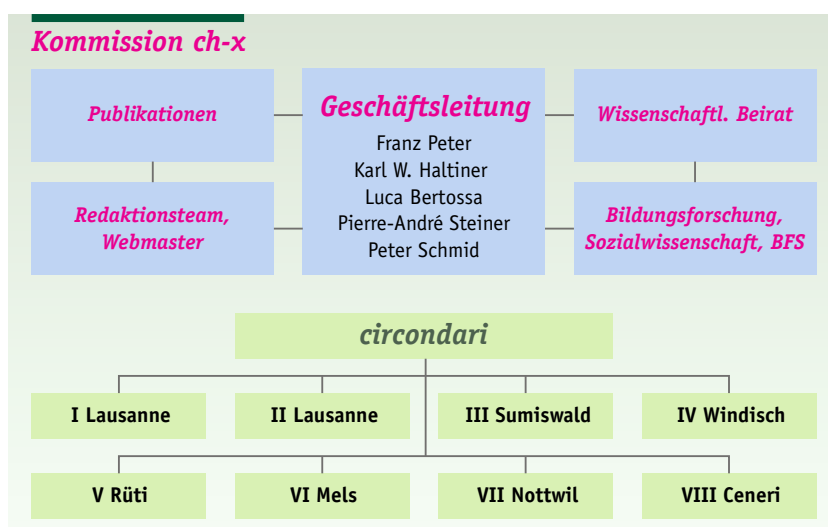 Kommission ch-x
Publikationen
Geschäftsleitung
Franz Peter
Karl W. Haltiner
Luca Bertossa
Pierre-André Steiner
Peter Schmid
Wissenschaftl. Beirat
Redaktionsteam,
Webmaster
Bildungsforschung,
Sozialwissenschaft, BFS
circondari
I Lausanne
II Lausanne
III Sumiswald
IV Windisch
V Rüti
VI Mels
VII Nottwil
VIII Ceneri